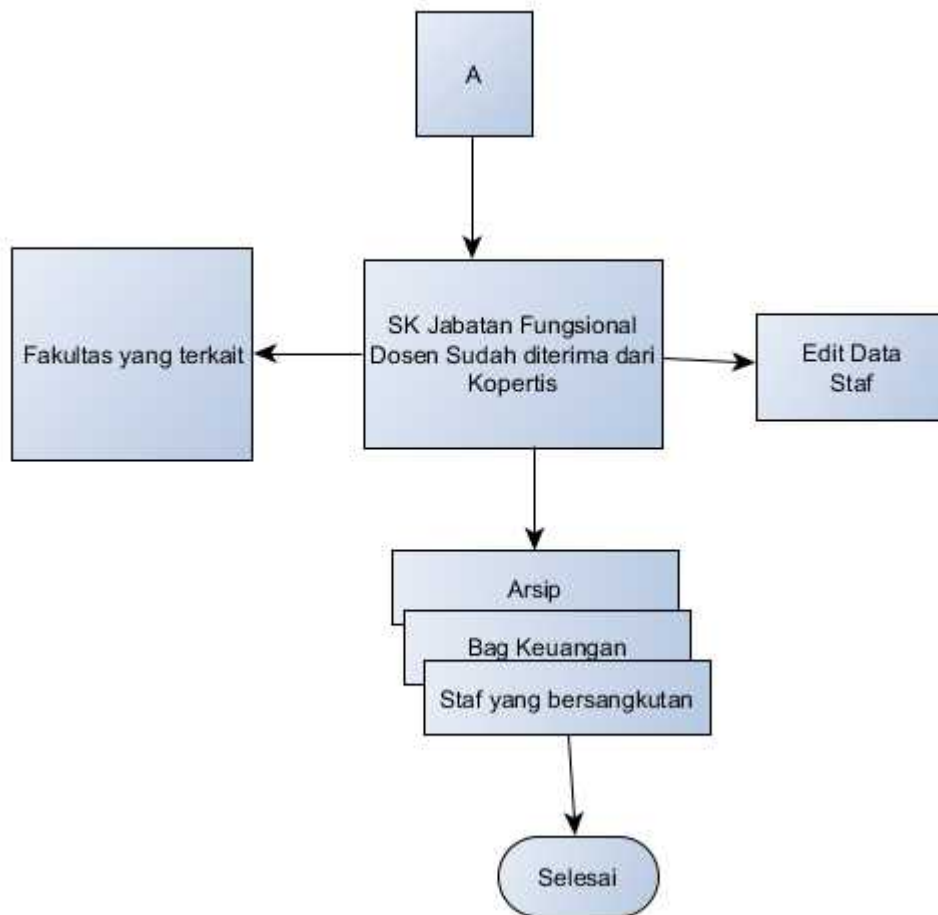 A
Fakultas yang terkait
SK Jabatan Fungsional
Dosen Sudah diterima dari
Kopertis
Edit Data
Staf
Arsip
Bag Keuangan
Staf yang bersangkutan
Selesai